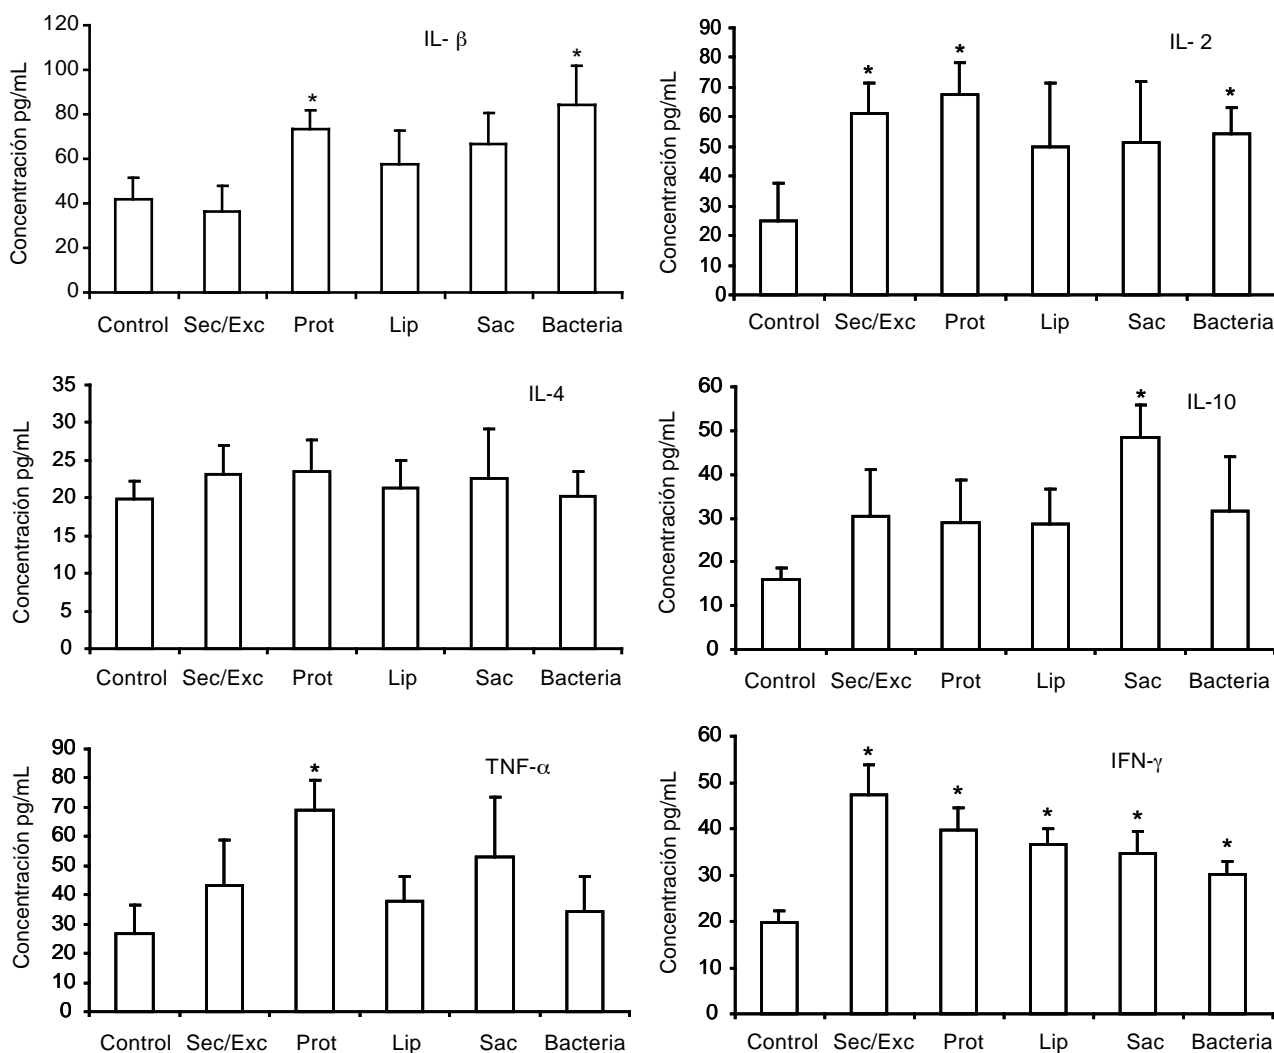 IL- β
Concentración pg/mL
120
100
80
60
40
20
0
* *
Control Sec/Exc Prot Lip Sac Bacteria
IL- 2
Concentración pg/mL
90
80
70
60
50
40
30
20
10
0
* * *
Control Sec/Exc Prot Lip Sac Bacteria
IL-4
Concentración pg/mL
35
30
25
20
15
10
5
0
Control Sec/Exc Prot Lip Sac Bacteria
IL-10
Concentración pg/mL
60
50
40
30
20
10
0
*
Control Sec/Exc Prot Lip Sac Bacteria
TNF-α
Concentración pg/mL
90
80
70
60
50
40
30
20
10
0
*
Control Sec/Exc Prot Lip Sac Bacteria
IFN-γ
Concentración pg/mL
60
50
40
30
20
10
0
* * * * *
Control Sec/Exc Prot Lip Sac Bacteria